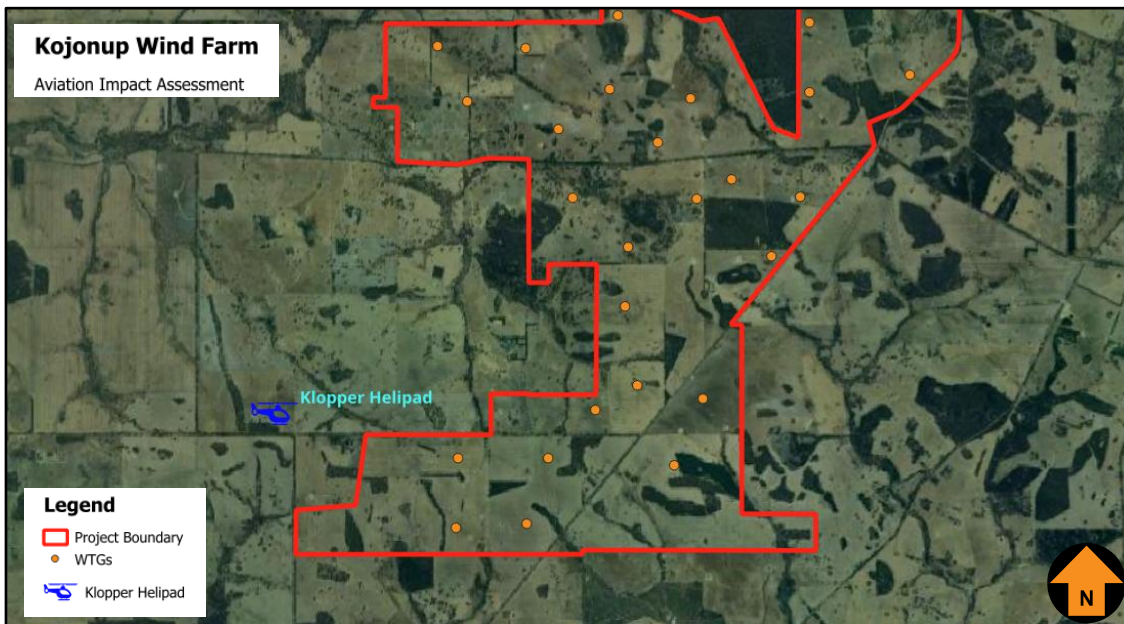 Kojonup Wind Farm
Aviation Impact Assessment
Klopper Helipad
Legend
Project Boundary
WTGs
Klopper Helipad
N